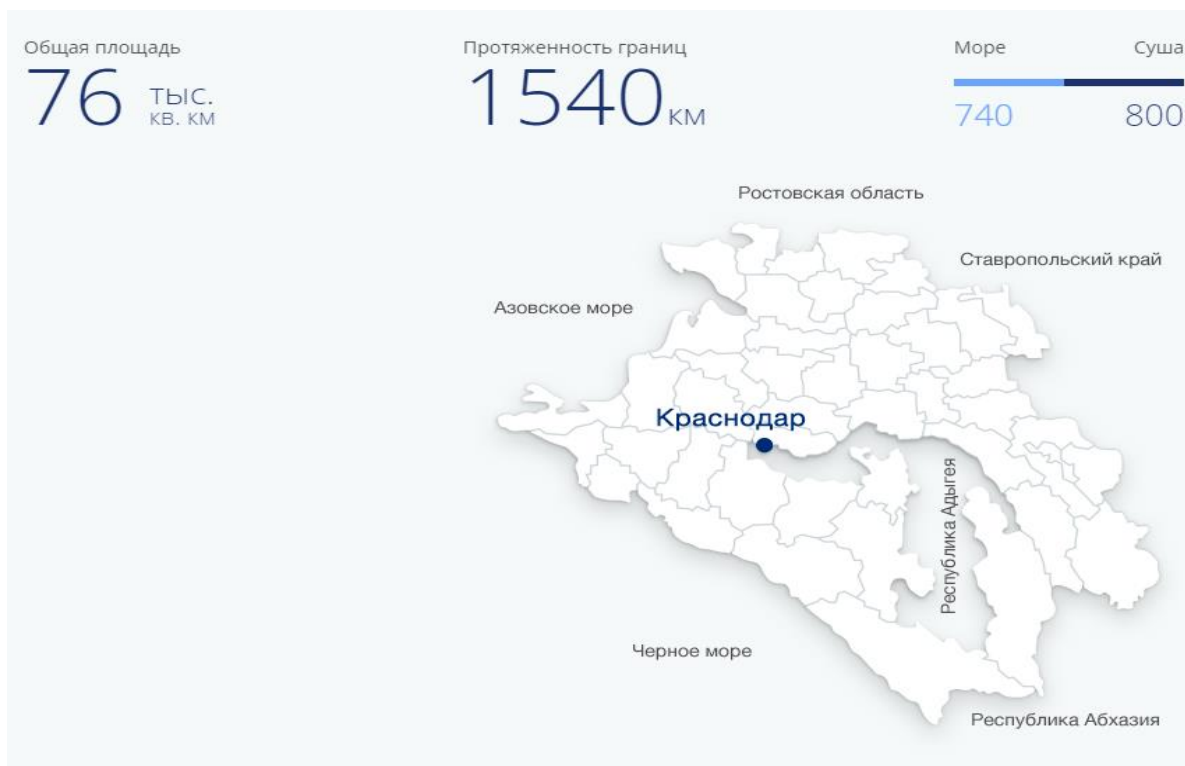 Общая площадь
76 тыс. кв. км
Протяженность границ
1540 км
Море Суша
740 800
Ростовская область
Ставропольский край
Азовское море
Краснодар
Республика Адыгея
Черное море
Республика Абхазия